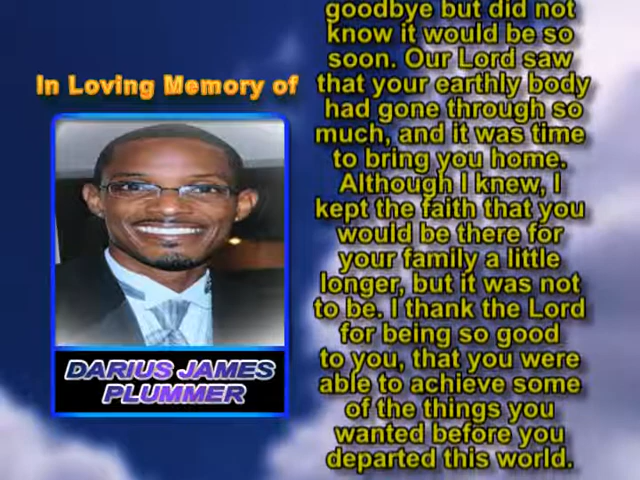 In Loving Memory of
DARIUS JAMES
PLUMMER
goodbye but did not
know it would be so
soon. Our Lord saw
that your earthly body
had gone through so
much, and it was time
to bring you home.
Although I knew, I
kept the faith that you
would be there for
your family a little
longer, but it was not
to be. I thank the Lord
for being so good
to you, that you were
able to achieve some
of the things you
wanted before you
departed this world.